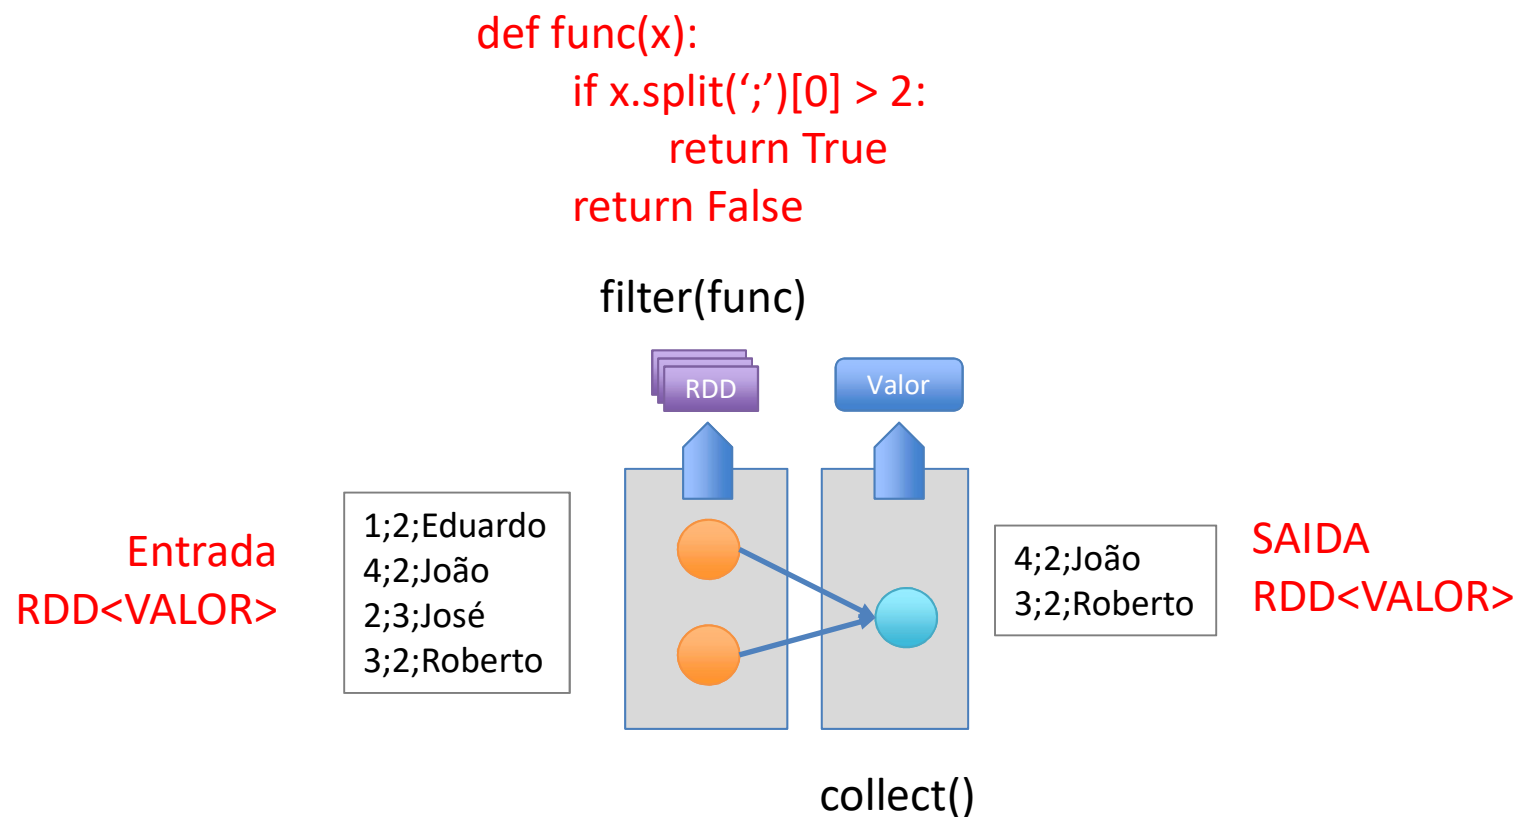 def func(x):
if x.split(‘;’)[0] > 2:
return True
return False
filter(func)
RDD
Valor
Entrada
RDD<VALOR>
1;2;Eduardo
4;2;João
2;3;José
3;2;Roberto
4;2;João
3;2;Roberto
SAIDA
RDD<VALOR>
collect()